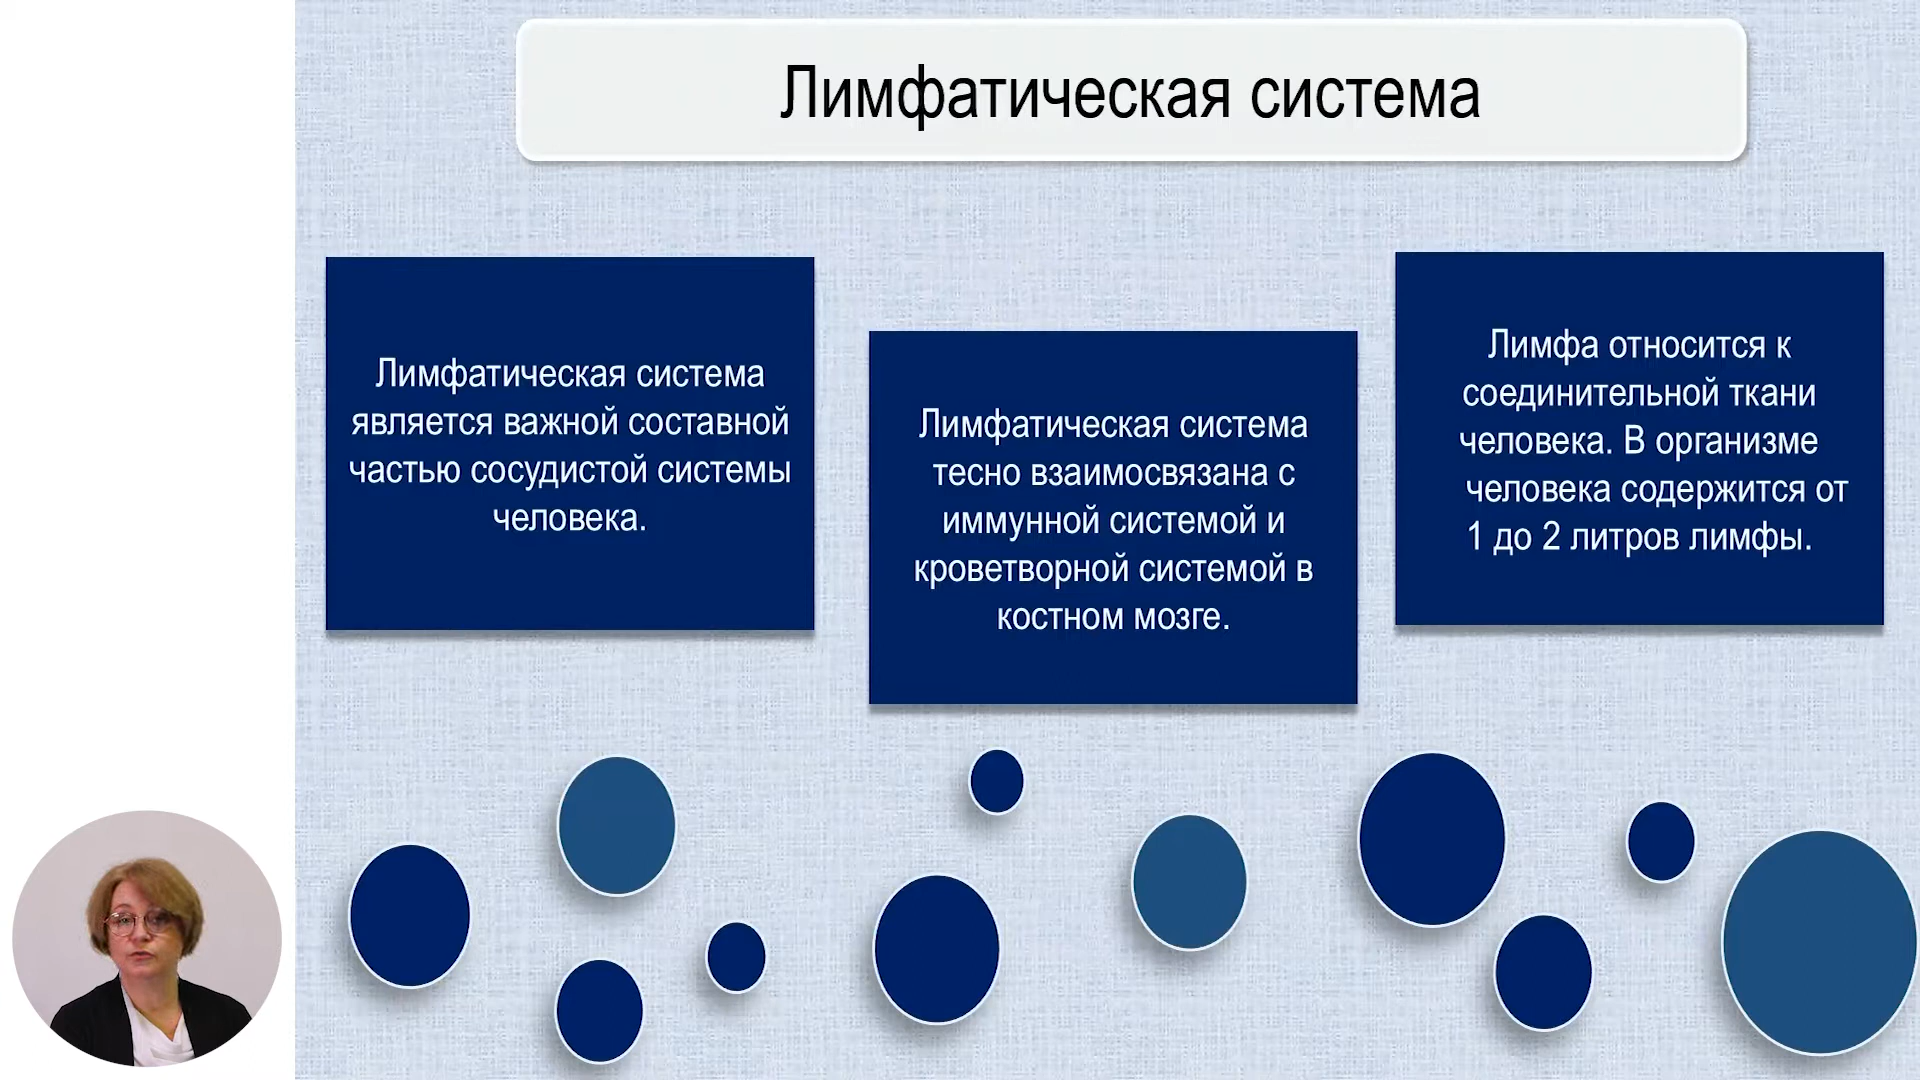 Лимфатическая система
Лимфатическая система
является важной составной
частью сосудистой системы
человека.
Лимфатическая система
тесно взаимосвязана с
иммунной системой и
кроветворной системой в
костном мозге.
Лимфа относится к
соединительной ткани
человека. В организме
человека содержится от
1 до 2 литров лимфы.